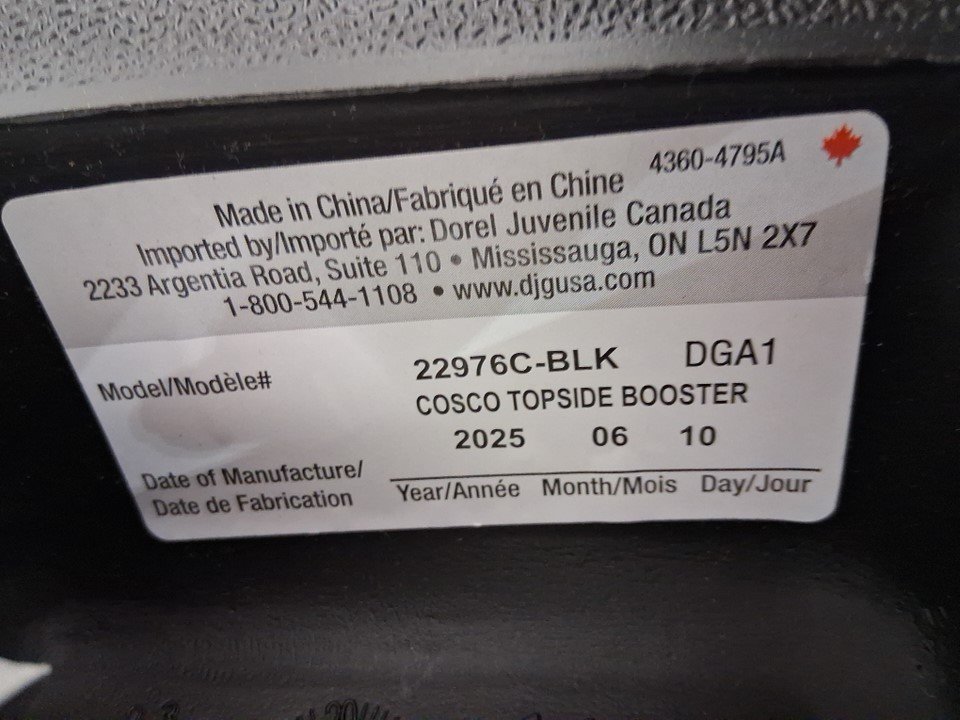 4360-4795A
Made in China/Fabriqué en Chine
Imported by/Importé par: Dorel Juvenile Canada
2233 Argentia Road, Suite 110 • Mississauga, ON L5N 2X7
1-800-544-1108 • www.djgusa.com
Model/Modèle# 22976C-BLK DGA1
COSCO TOPSIDE BOOSTER
2025 06 10
Date of Manufacture/
Date de Fabrication
Year/Année Month/Mois Day/Jour